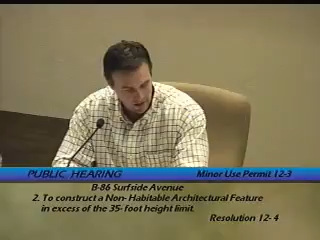 PUBLIC HEARING Minor Use Permit 12-3
B-86 Surfside Avenue
2. To construct a Non- Habitable Architectural Feature
in excess of the 35- foot height limit.
Resolution 12- 4